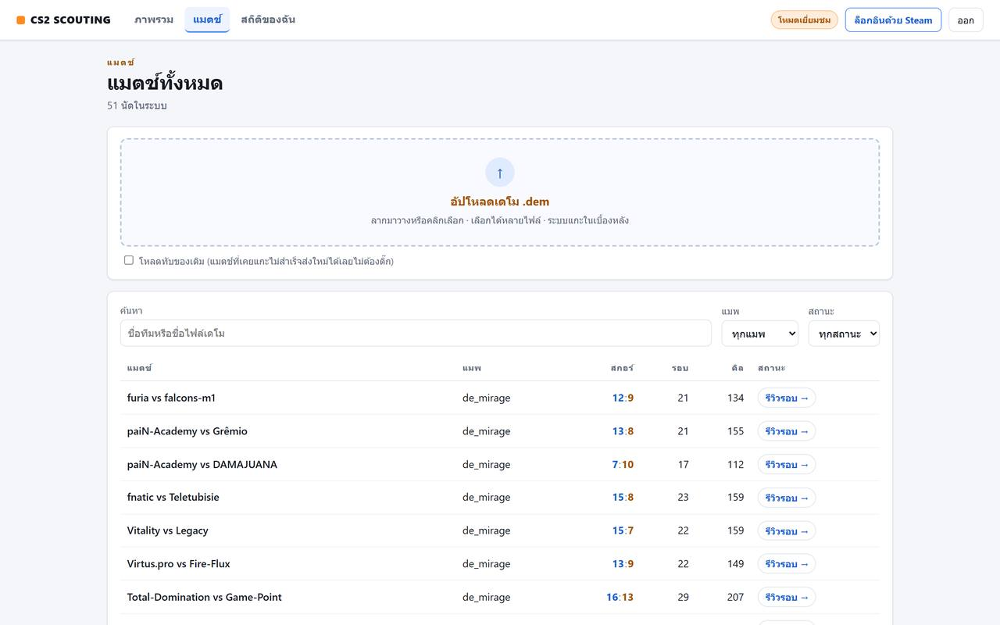 CS2 SCOUTING ภาพรวม แมตช์ สถิติของฉัน โหมดเยี่ยมชม ล็อกอินด้วย Steam ออก
แมตช์
แมตช์ทั้งหมด
51 นัดในระบบ
↑
อัปโหลดเดโม .dem
ลากมาวางหรือคลิกเลือก · เลือกได้หลายไฟล์ · ระบบแกะในเบื้องหลัง
โหลดทับของเดิม (แมตช์ที่เคยแกะไม่สำเร็จส่งใหม่ได้เลยไม่ต้องติ๊ก)
ค้นหา แมพ สถานะ
ชื่อทีมหรือชื่อไฟล์เดโม ทุกแมพ ทุกสถานะ
แมตช์ แมพ สกอร์ รอบ คิล สถานะ
furia vs falcons-m1 de_mirage 12:9 21 134 รีวิวรอบ →
paiN-Academy vs Grêmio de_mirage 13:8 21 155 รีวิวรอบ →
paiN-Academy vs DAMAJUANA de_mirage 7:10 17 112 รีวิวรอบ →
fnatic vs Teletubisie de_mirage 15:8 23 159 รีวิวรอบ →
Vitality vs Legacy de_mirage 15:7 22 159 รีวิวรอบ →
Virtus.pro vs Fire-Flux de_mirage 13:9 22 149 รีวิวรอบ →
Total-Domination vs Game-Point de_mirage 16:13 29 207 รีวิวรอบ →